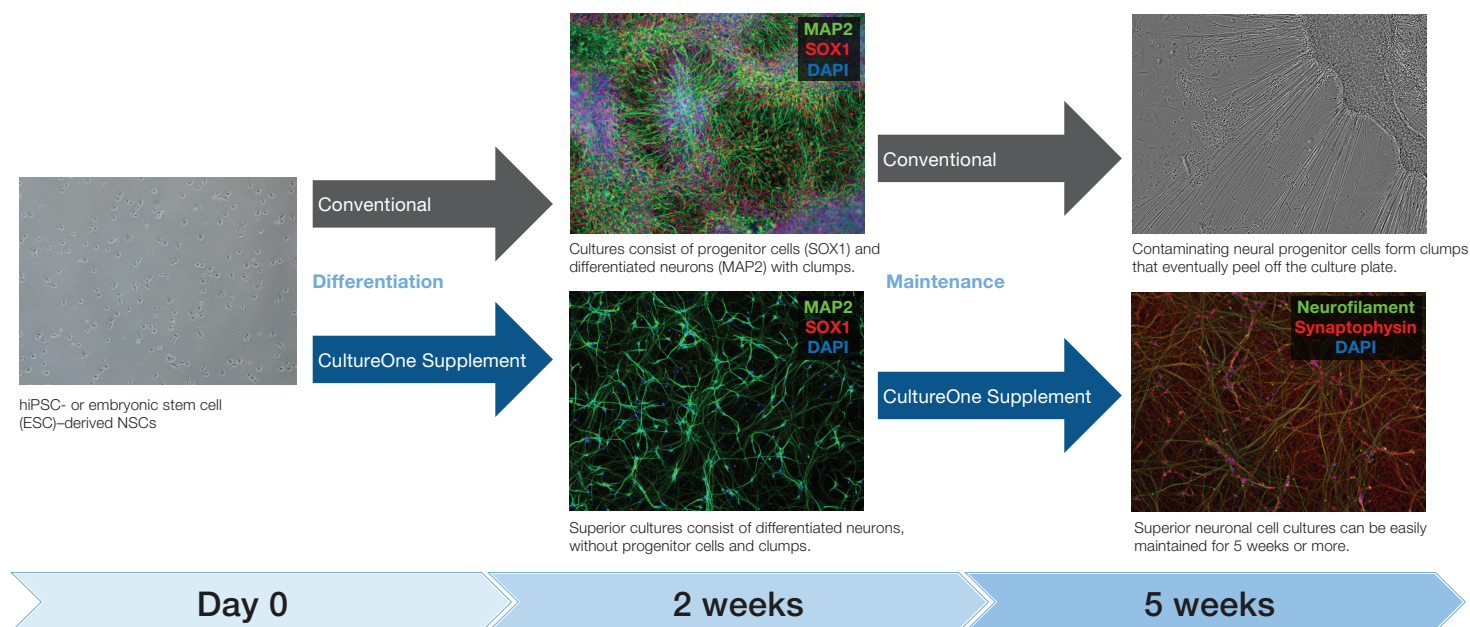 MAP2
SOX1
DAPI
Conventional
Conventional
Cultures consist of progenitor cells (SOX1) and
differentiated neurons (MAP2) with clumps.
Contaminating neural progenitor cells form clumps
that eventually peel off the culture plate.
Differentiation
Maintenance
MAP2
SOX1
DAPI
Neurofilament
Synaptophysin
DAPI
CultureOne Supplement
CultureOne Supplement
hiPSC- or embryonic stem cell
(ESC)–derived NSCs
Superior cultures consist of differentiated neurons,
without progenitor cells and clumps.
Superior neuronal cell cultures can be easily
maintained for 5 weeks or more.
Day 0
2 weeks
5 weeks